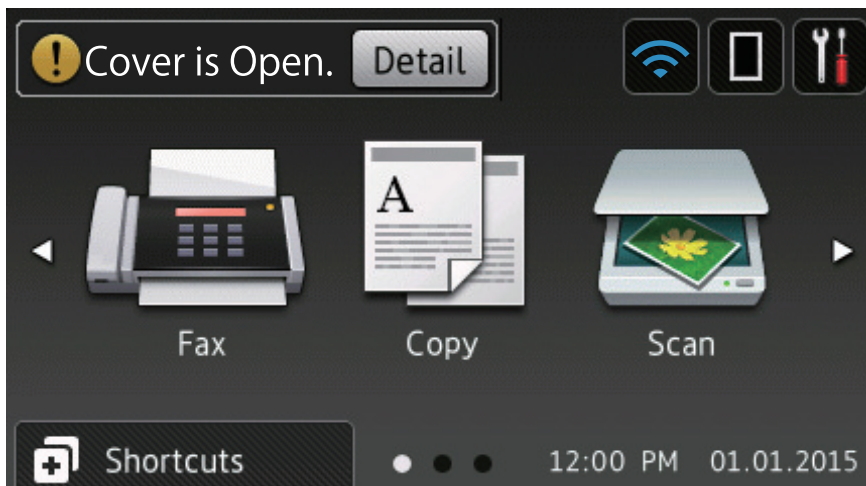 Cover is Open. Detail
A
Fax Copy Scan
Shortcuts 12:00 PM 01.01.2015